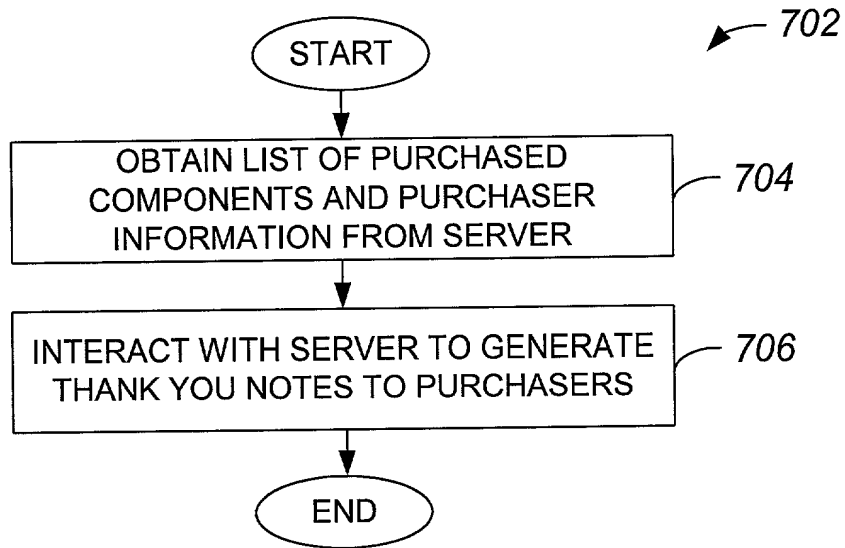 702
START
OBTAIN LIST OF PURCHASED
COMPONENTS AND PURCHASER
INFORMATION FROM SERVER
704
INTERACT WITH SERVER TO GENERATE
THANK YOU NOTES TO PURCHASERS
706
END